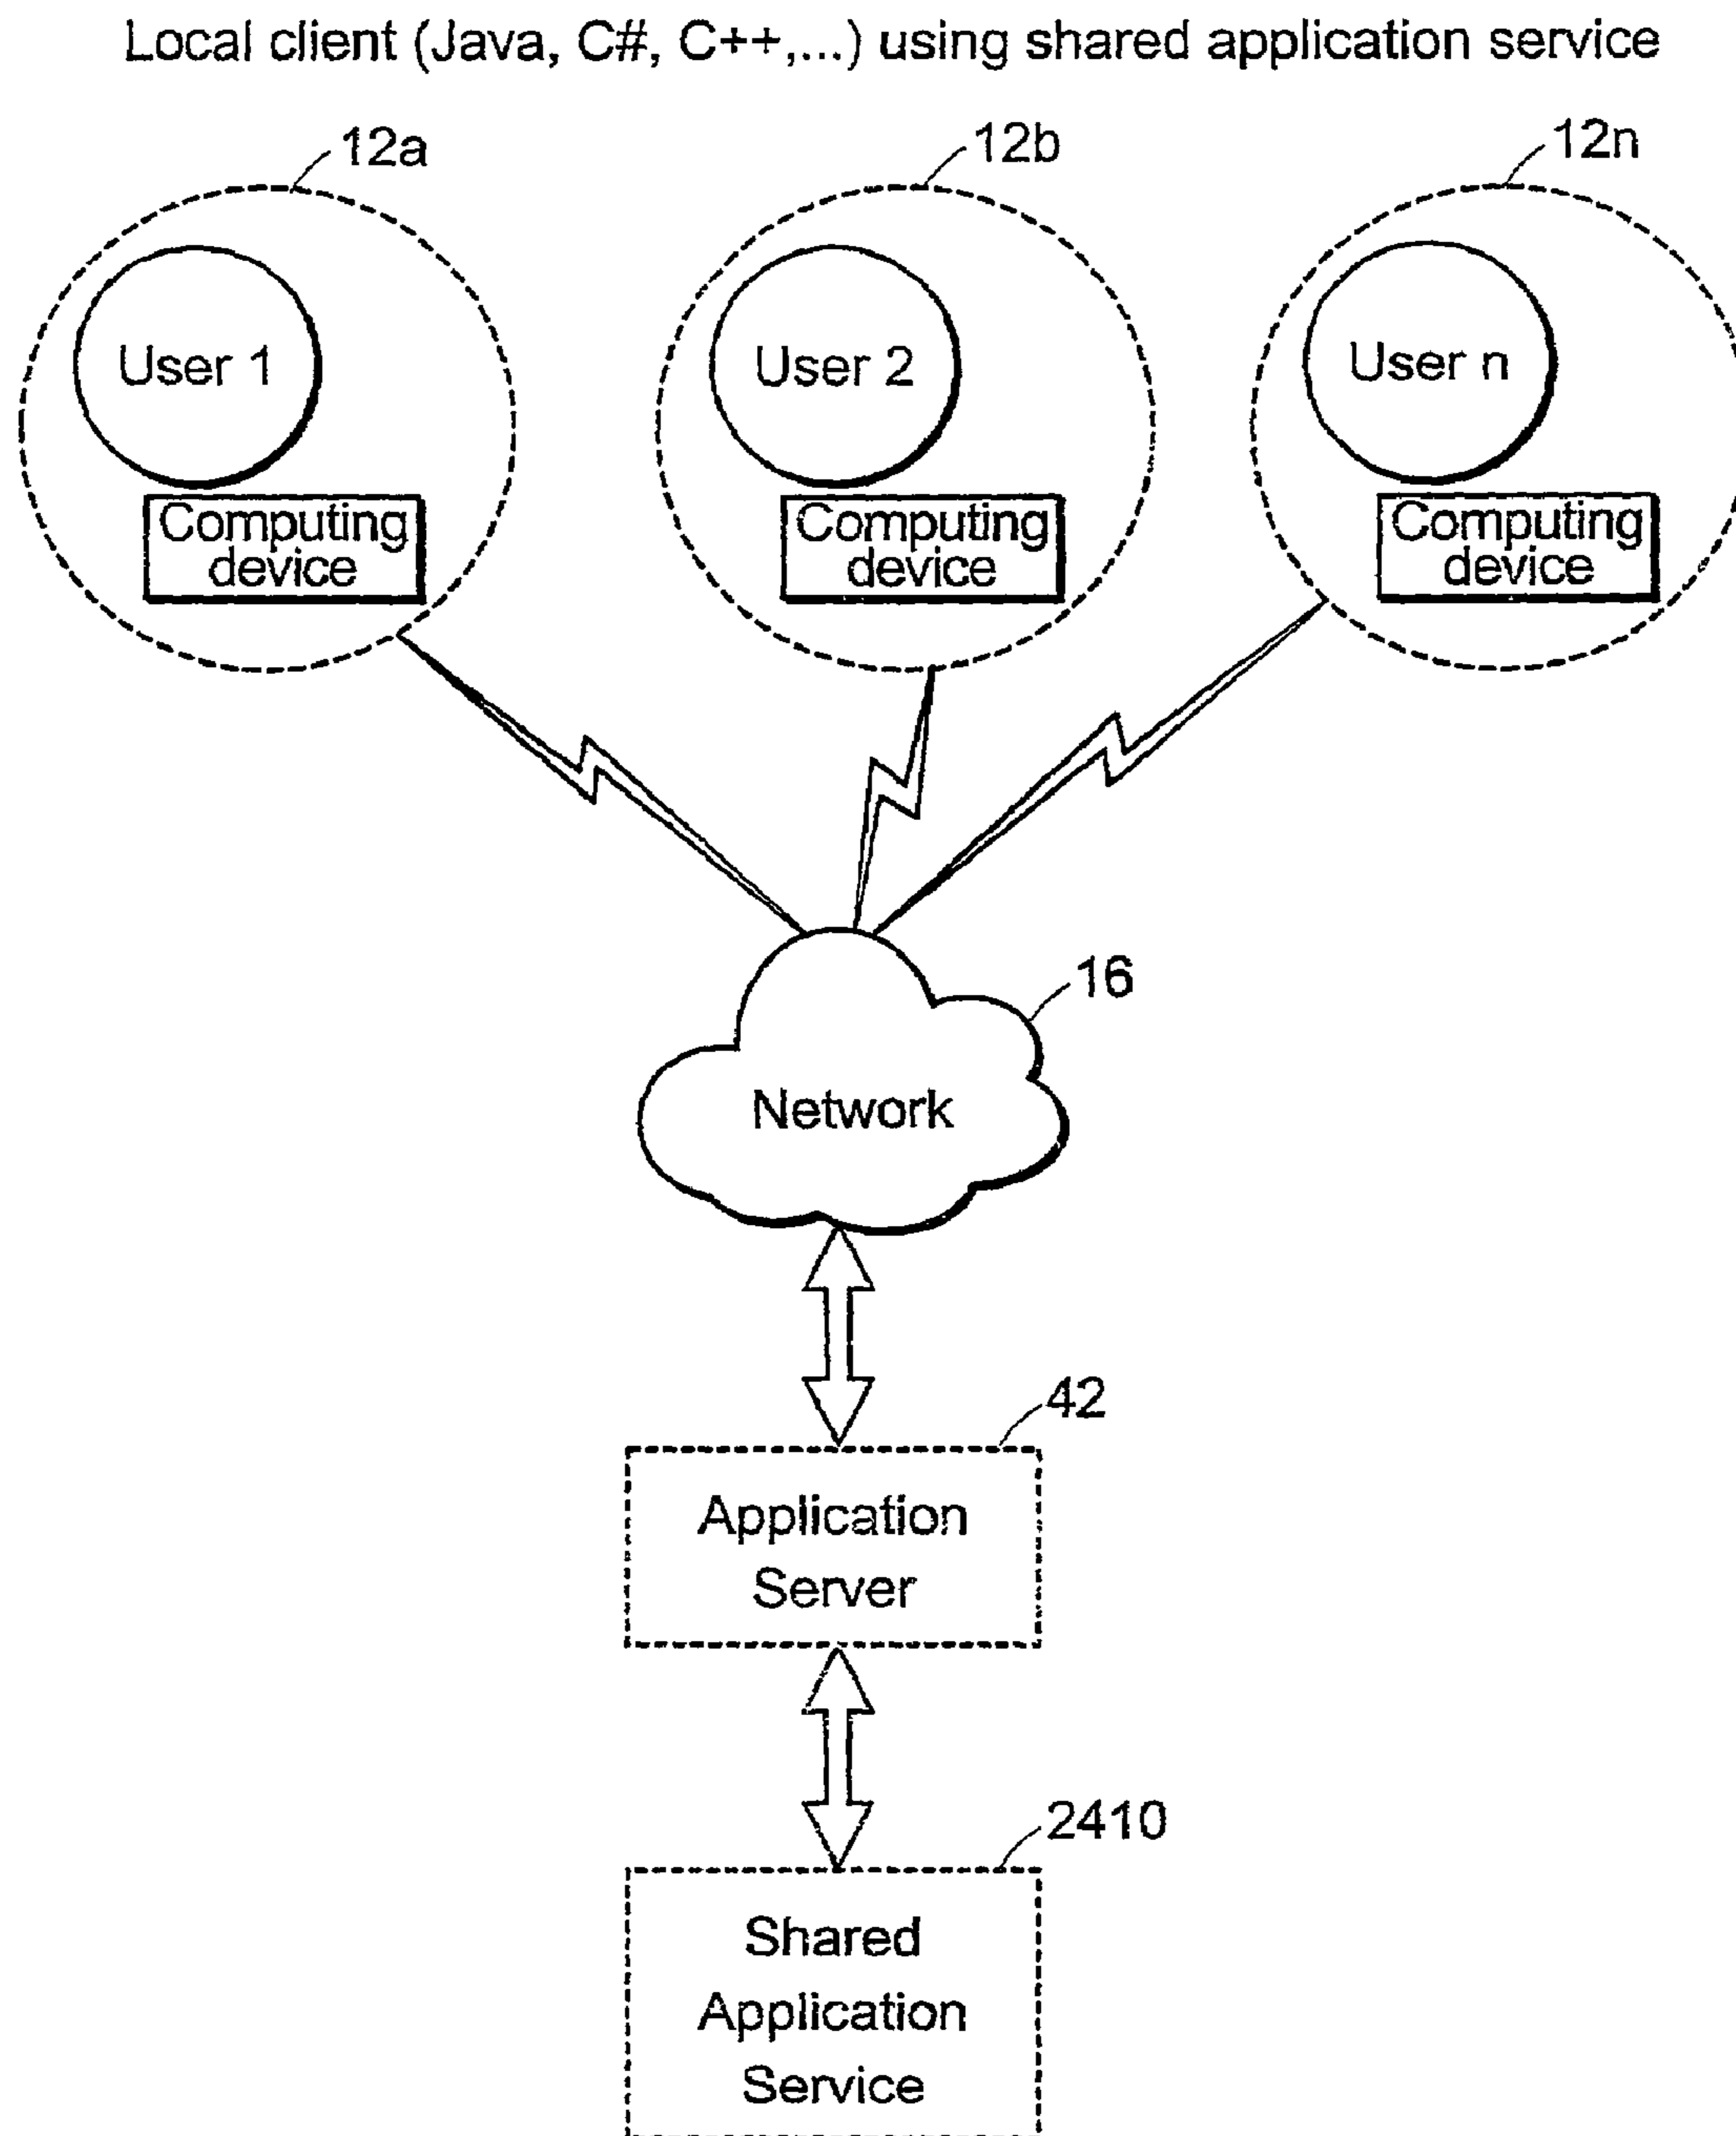 Local client (Java, C#, C++,...) using shared application service
12a
12b
12n
User 1
User 2
User n
Computing
device
Computing
device
Computing
device
16
Network
42
Application
Server
2410
Shared
Application
Service